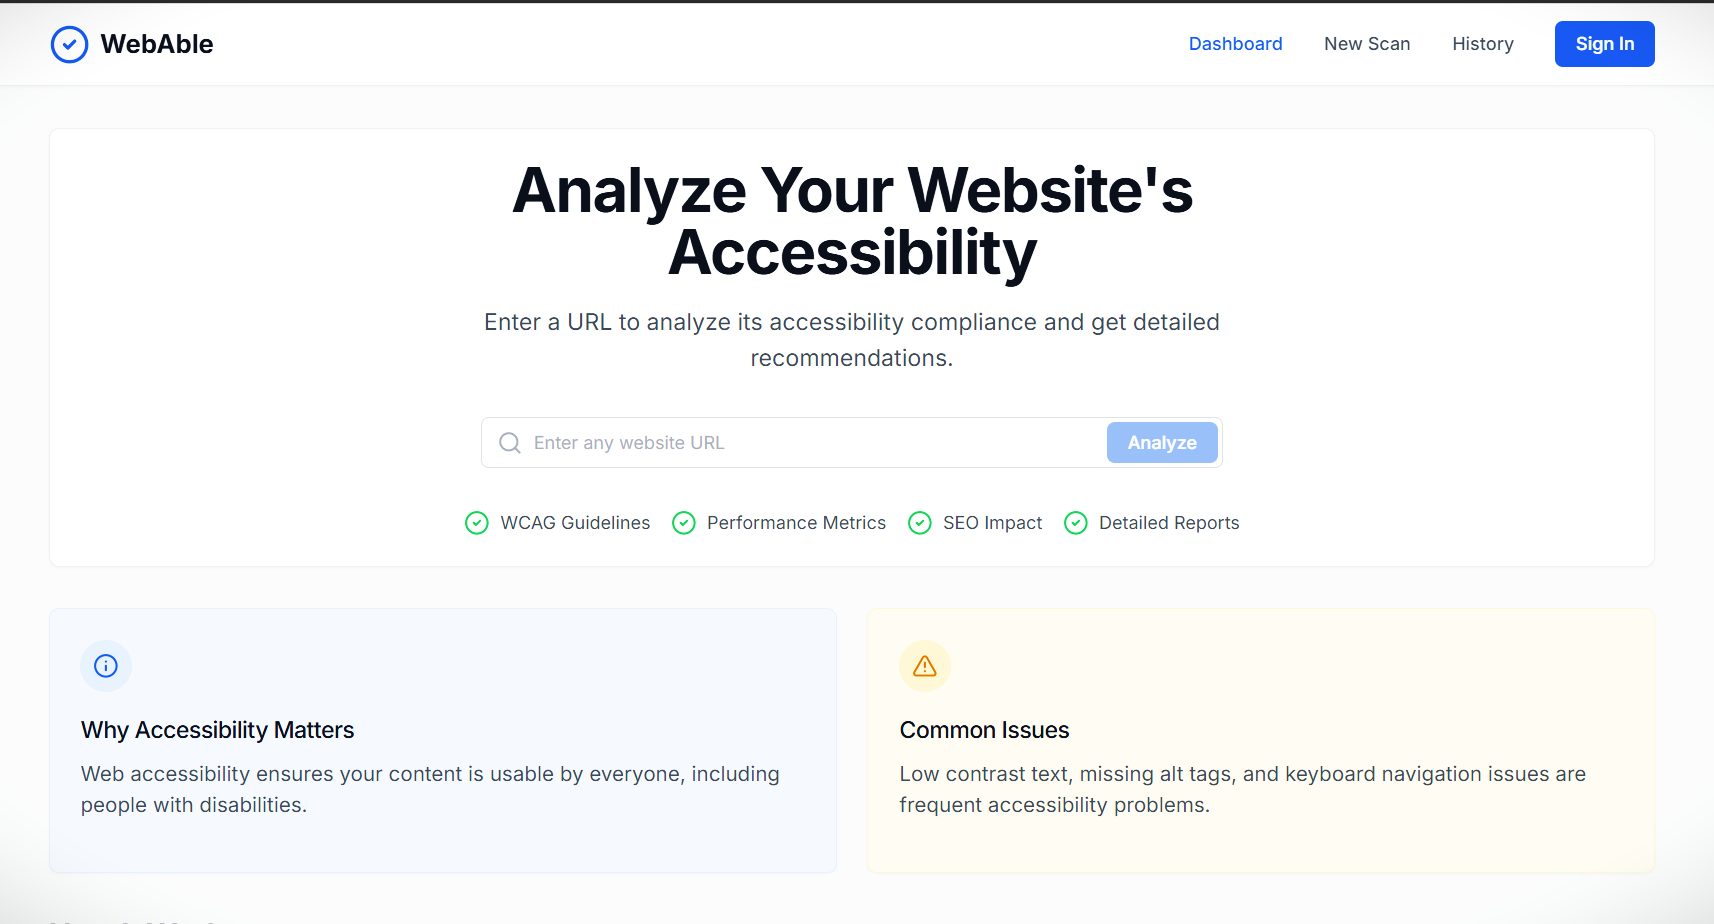 WebAble
Dashboard
New Scan
History
Sign In
Analyze Your Website's
Accessibility
Enter a URL to analyze its accessibility compliance and get detailed
recommendations.
Enter any website URL
Analyze
WCAG Guidelines
Performance Metrics
SEO Impact
Detailed Reports
Why Accessibility Matters
Web accessibility ensures your content is usable by everyone, including
people with disabilities.
Common Issues
Low contrast text, missing alt tags, and keyboard navigation issues are
frequent accessibility problems.